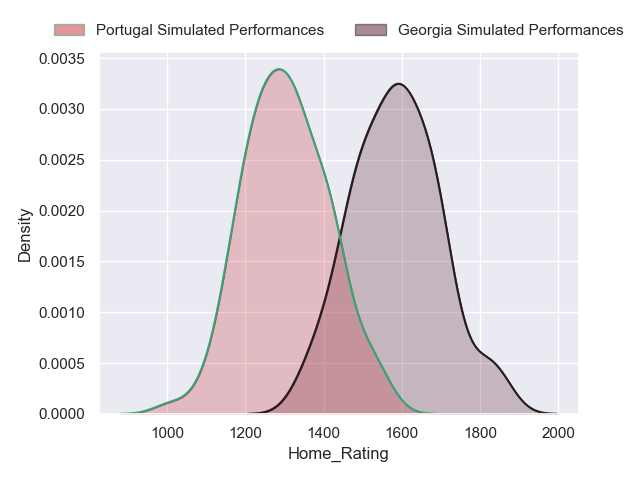 Portugal Simulated Performances Georgia Simulated Performances
0.0035
0.0030
0.0025
0.0020
0.0015
0.0010
0.0005
0.0000
Density
1000 1200 1400 1600 1800 2000
Home_Rating